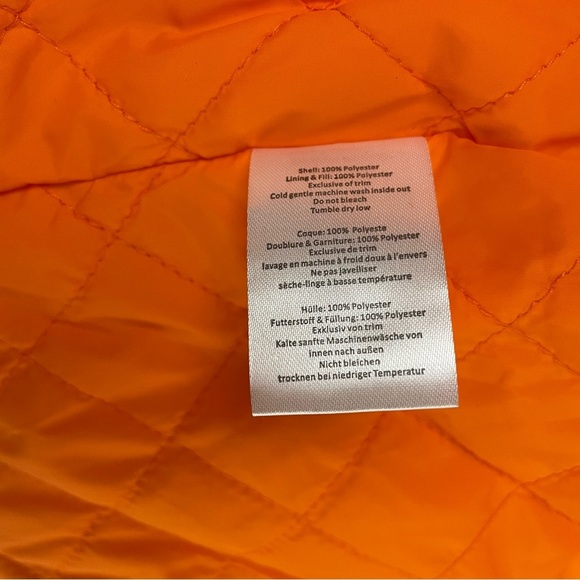 Shell: 100% Polyester
Lining & Fill: 100% Polyester
Exclusive of trim
Cold gentle machine wash inside out
Do not bleach
Tumble dry low
Coque: 100% Polyeste
Doubiure & Garniture: 100% Polyester
Exclusive de trim
lavage en machine à froid doux à l'envers
Ne pas javelliser
sèche-linge à basse température
Hülle: 100% Polyester
Futterstoff & Füllung: 100% Polyester
Exklusiv von trim
Kalte sanfte Maschinenwäsche von
innen nach außen
Nicht bleichen
trocknen bei niedriger Temperatur